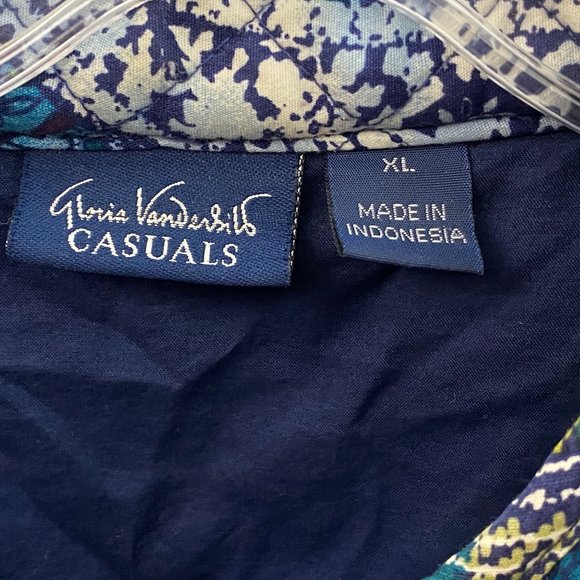 Gloria Vanderbilt
CASUALS
XL
MADE IN
INDONESIA